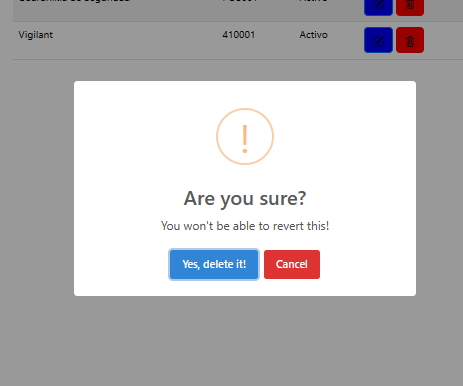 Vigilant 410001 Activo
!
Are you sure?
You won't be able to revert this!
Yes, delete it! Cancel